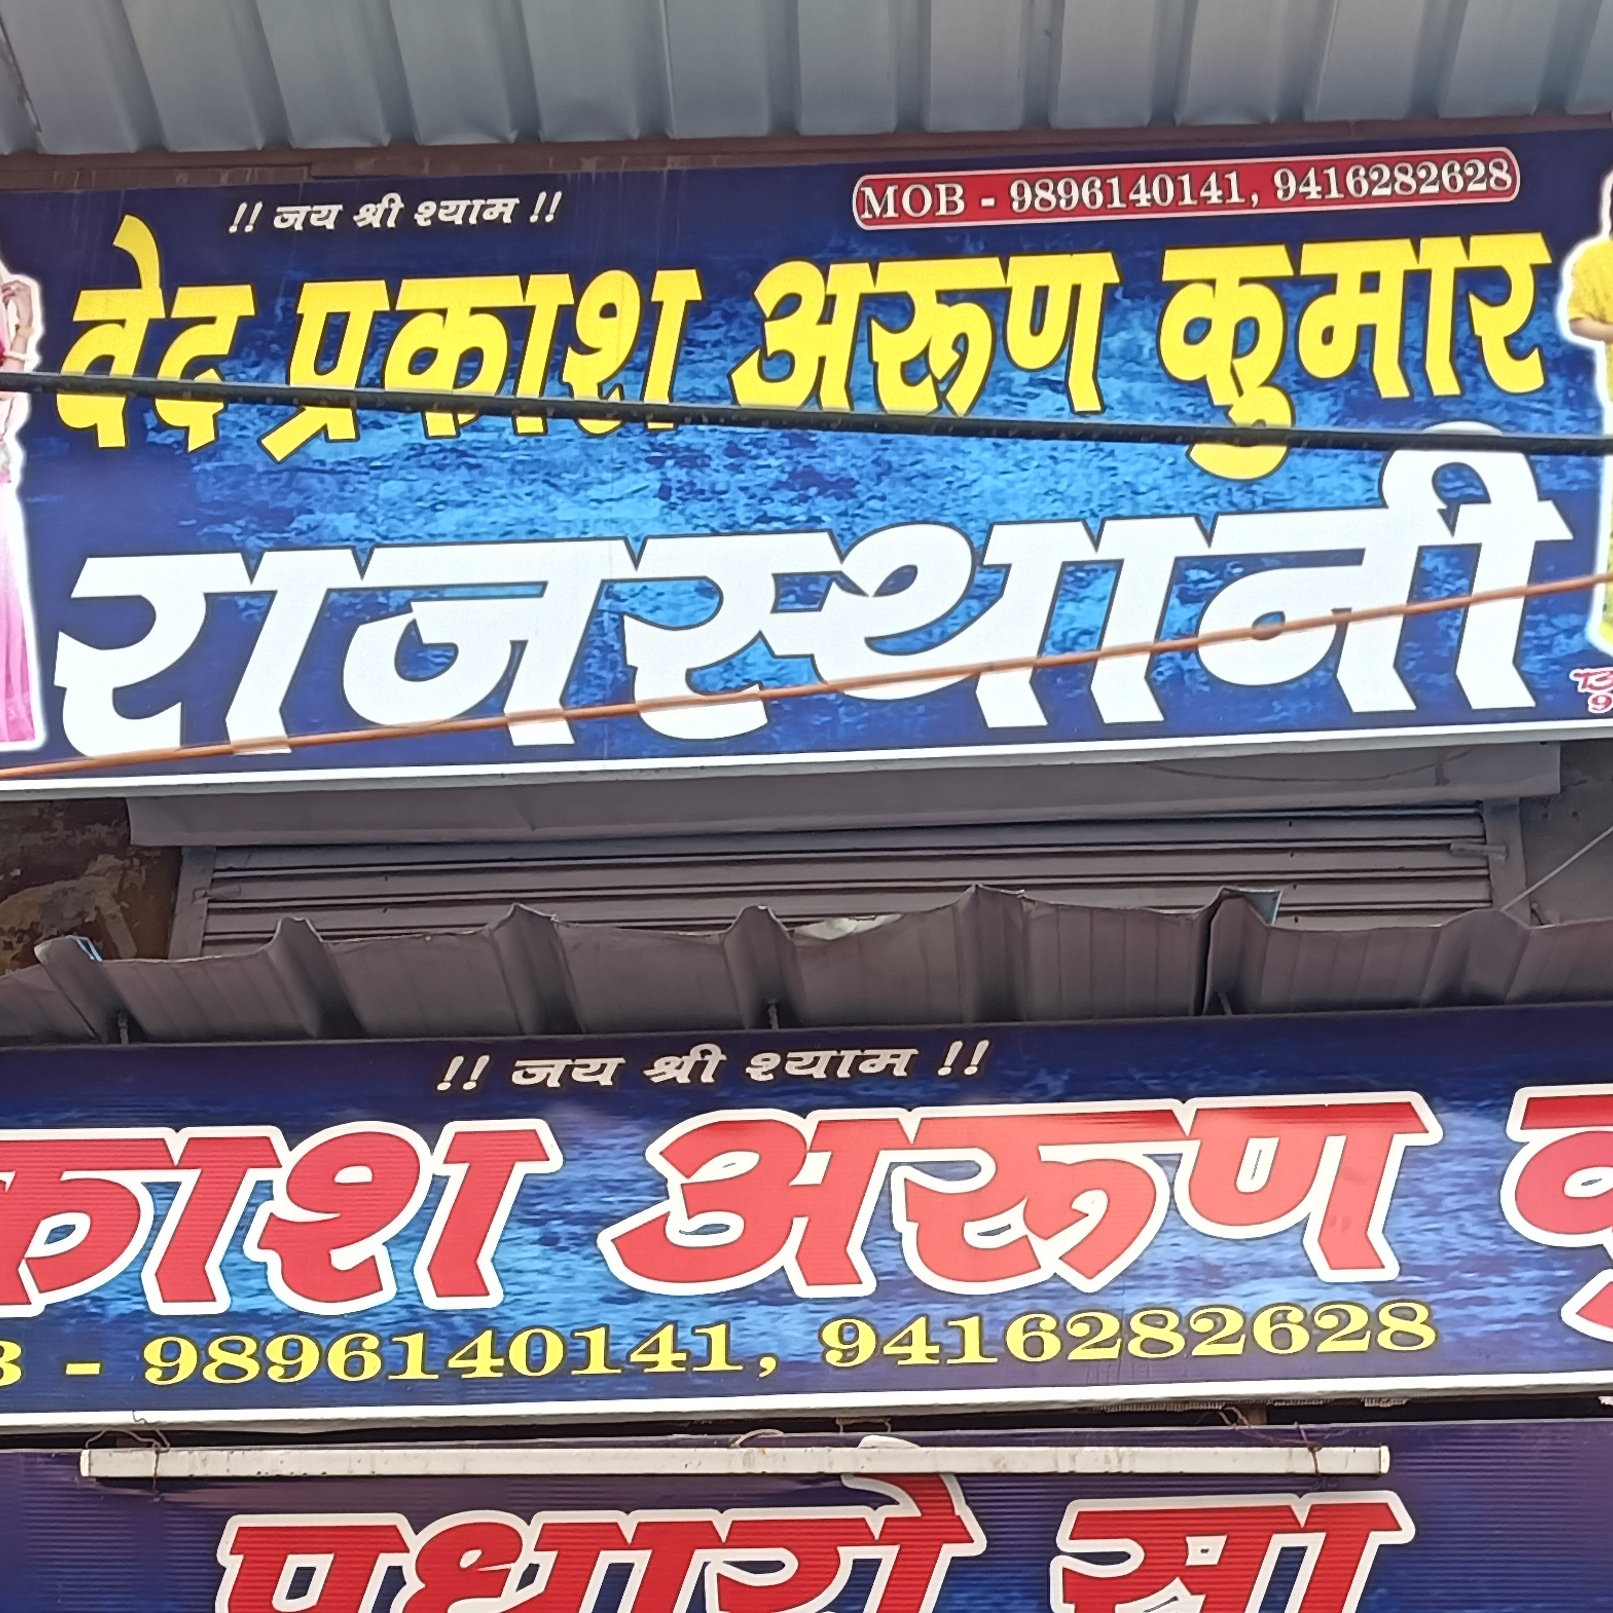 !! जय श्री श्याम !!
MOB - 9896140141, 9416282628
वेद प्रकाश अरूण कुमार
राजस्थानी
!! जय श्री श्याम !!
काश अरूण
- 9896140141, 9416282628
पधारो सा